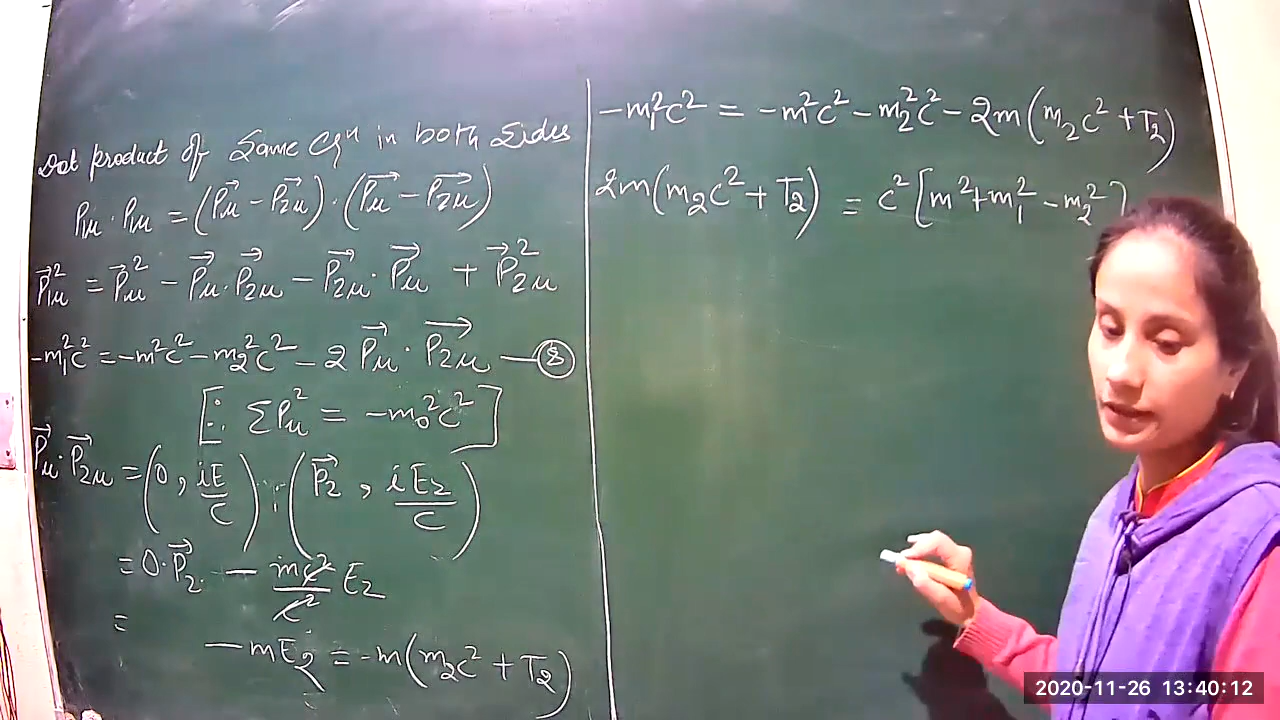 Dot product of Same eqⁿ in both sides
P₁μ · P₁μ = (P⃗μ − P⃗₂μ) · (P⃗μ − P⃗₂μ)
P⃗₁μ² = P⃗μ² − P⃗μ · P⃗₂μ − P⃗₂μ · P⃗μ + P⃗₂μ²
−m₁²c² = −m²c² − m₂²c² − 2 P⃗μ · P⃗₂μ — ⑧
[∵ ΣPμ² = −m₀²c²]
P⃗μ · P⃗₂μ = (0, iE/c) · (P⃗₂, iE₂/c)
= 0·P⃗₂ − mc²/c² E₂
=
−mE₂ = −m(m₂c² + T₂)
−m₁²c² = −m²c² − m₂²c² − 2m(m₂c² + T₂)
2m(m₂c² + T₂) = c² [m² + m₁² − m₂²]
2020-11-26 13:40:12